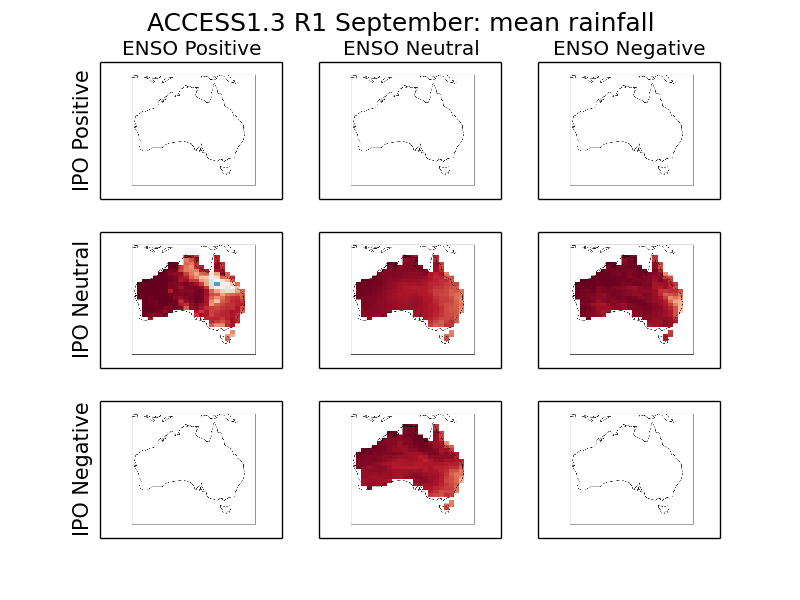 ACCESS1.3 R1 September: mean rainfall
ENSO Positive ENSO Neutral ENSO Negative
IPO Positive
IPO Neutral
IPO Negative